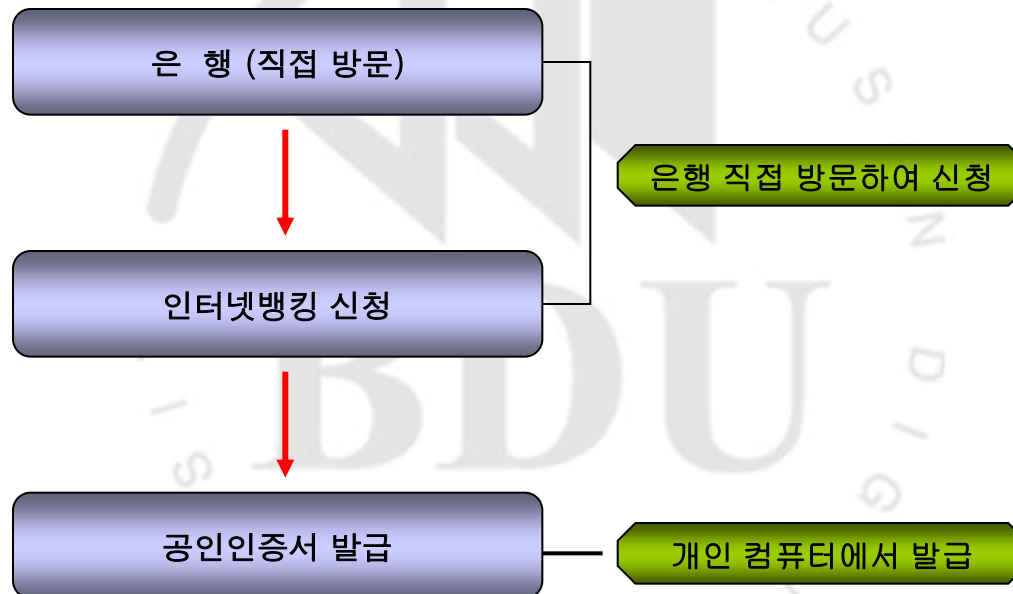 은 행 (직접 방문)
은행 직접 방문하여 신청
인터넷뱅킹 신청
공인인증서 발급
개인 컴퓨터에서 발급
BDU